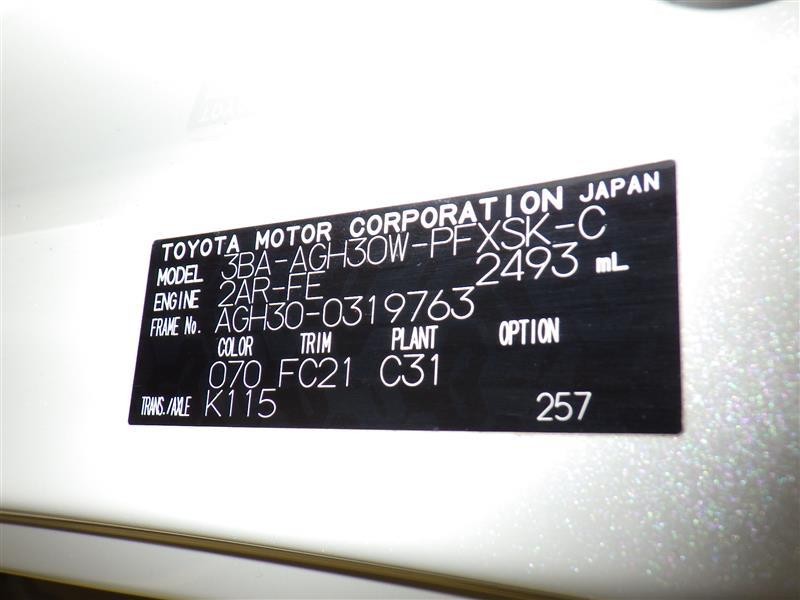 TOYOTA MOTOR CORPORATION JAPAN
MODEL 3BA-AGH30W-PFXSK-C
ENGINE 2AR-FE 2493 mL
FRAME No. AGH30-0319763
COLOR TRIM PLANT OPTION
070 FC21 C31
TRANS./AXLE K115 257